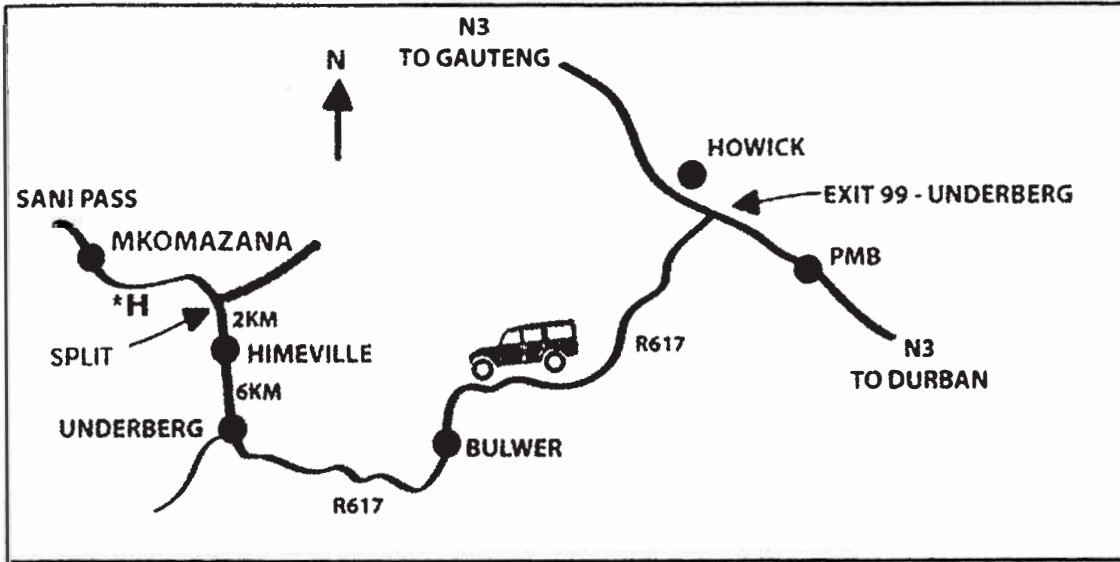 N3
TO GAUTENG
N
HOWICK
SANI PASS
EXIT 99 - UNDERBERG
MKOMAZANA
PMB
*H
2KM
SPLIT
HIMEVILLE
R617
N3
TO DURBAN
6KM
UNDERBERG
BULWER
R617